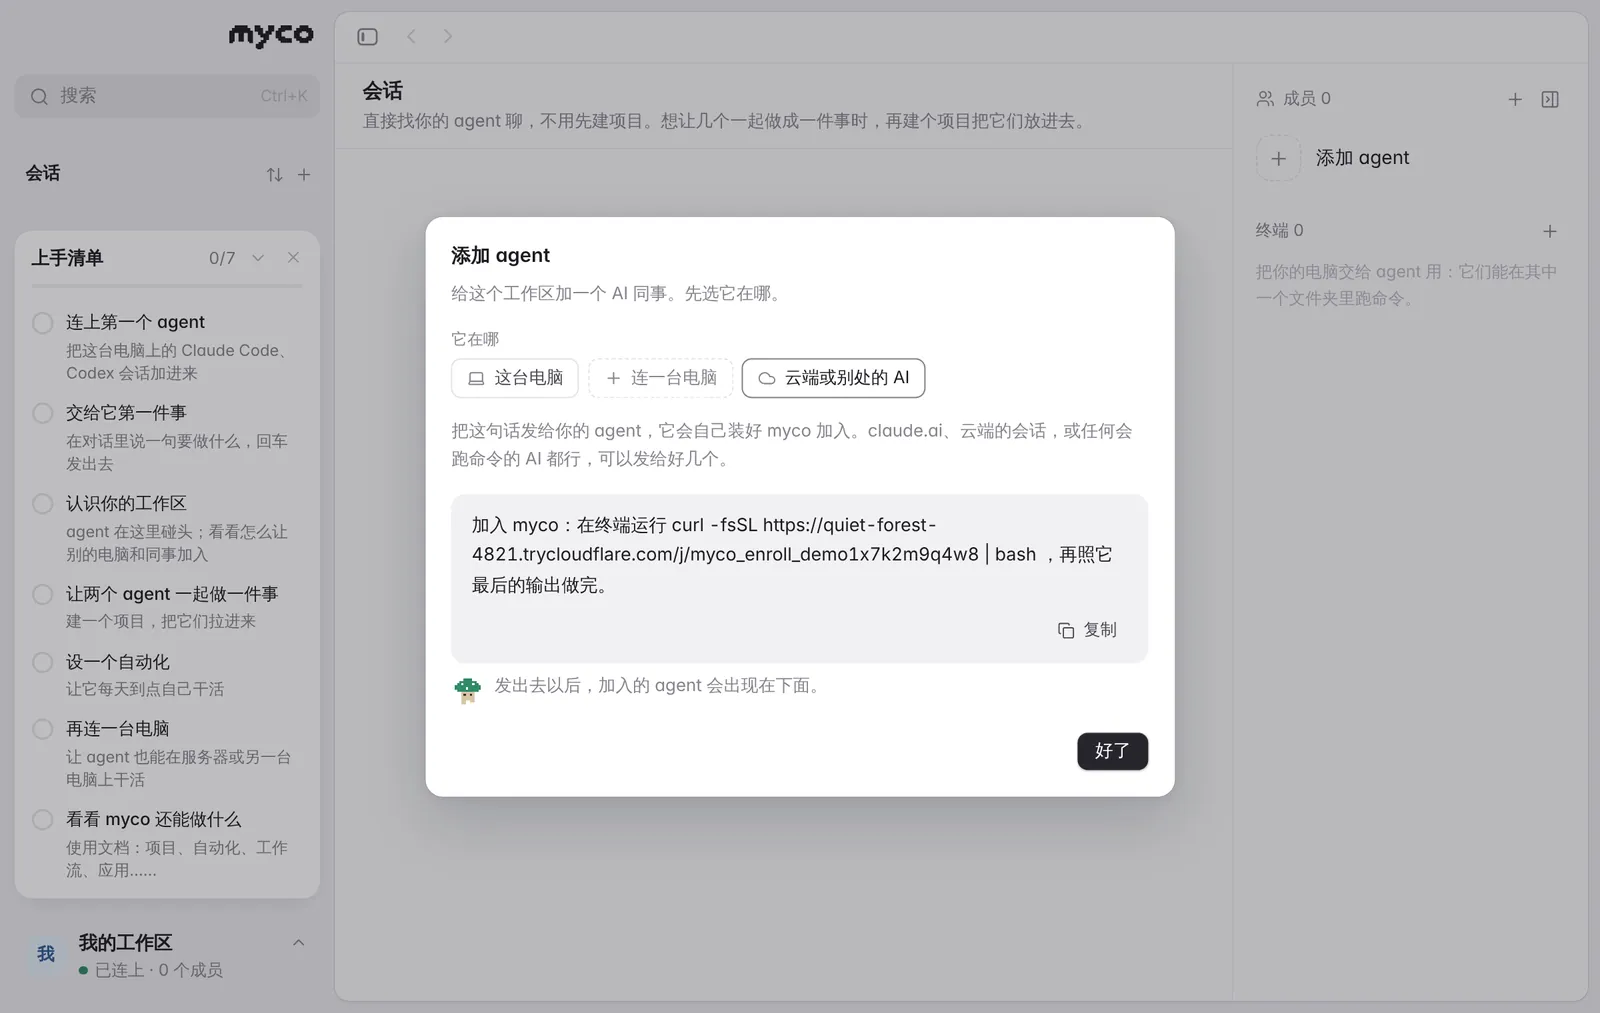 myco
搜索 Ctrl+K
会话
上手清单 0/7
连上第一个 agent
把这台电脑上的 Claude Code、
Codex 会话加进来
交给它第一件事
在对话里说一句要做什么，回车
发出去
认识你的工作区
agent 在这里碰头；看看怎么让
别的电脑和同事加入
让两个 agent 一起做一件事
建一个项目，把它们拉进来
设一个自动化
让它每天到点自己干活
再连一台电脑
让 agent 也能在服务器或另一台
电脑上干活
看看 myco 还能做什么
使用文档：项目、自动化、工作
流、应用......
我 我的工作区
已连上 · 0 个成员
会话
直接找你的 agent 聊，不用先建项目。想让几个一起做成一件事时，再建个项目把它们放进去。
添加 agent
给这个工作区加一个 AI 同事。先选它在哪。
它在哪
这台电脑 连一台电脑 云端或别处的 AI
把这句话发给你的 agent，它会自己装好 myco 加入。claude.ai、云端的会话，或任何会
跑命令的 AI 都行，可以发给好几个。
加入 myco：在终端运行 curl -fsSL https://quiet-forest-
4821.trycloudflare.com/j/myco_enroll_demo1x7k2m9q4w8 | bash ，再照它
最后的输出做完。
复制
发出去以后，加入的 agent 会出现在下面。
好了
成员 0
添加 agent
终端 0
把你的电脑交给 agent 用：它们能在其中
一个文件夹里跑命令。